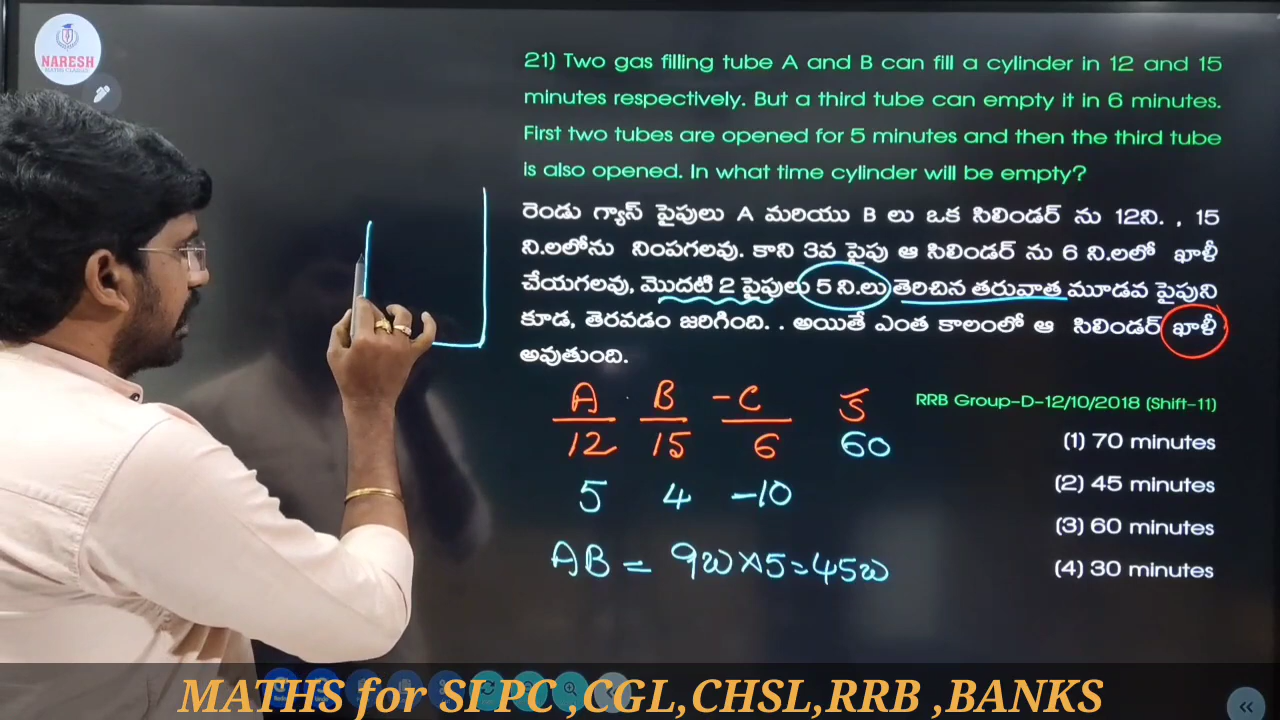 NARESH
MATHS CLASSES
21) Two gas filling tube A and B can fill a cylinder in 12 and 15
minutes respectively. But a third tube can empty it in 6 minutes.
First two tubes are opened for 5 minutes and then the third tube
is also opened. In what time cylinder will be empty?
రెండు గ్యాస్ పైపులు A మరియు B లు ఒక సిలిండర్ ను 12ని. , 15
ని.లలోను నింపగలవు. కాని 3వ పైపు ఆ సిలిండర్ ను 6 ని.లలో ఖాళీ
చేయగలవు, మొదటి 2 పైపులు 5 ని.లు తెరిచిన తరువాత మూడవ పైపుని
కూడ, తెరవడం జరిగింది. . అయితే ఎంత కాలంలో ఆ సిలిండర్ ఖాళీ
అవుతుంది.
A B -C
12 15 6 60
5 4 -10
AB = 9ω×5=45ω
RRB Group-D-12/10/2018 (Shift-11)
(1) 70 minutes
(2) 45 minutes
(3) 60 minutes
(4) 30 minutes
MATHS for SI PC ,CGL,CHSL,RRB ,BANKS